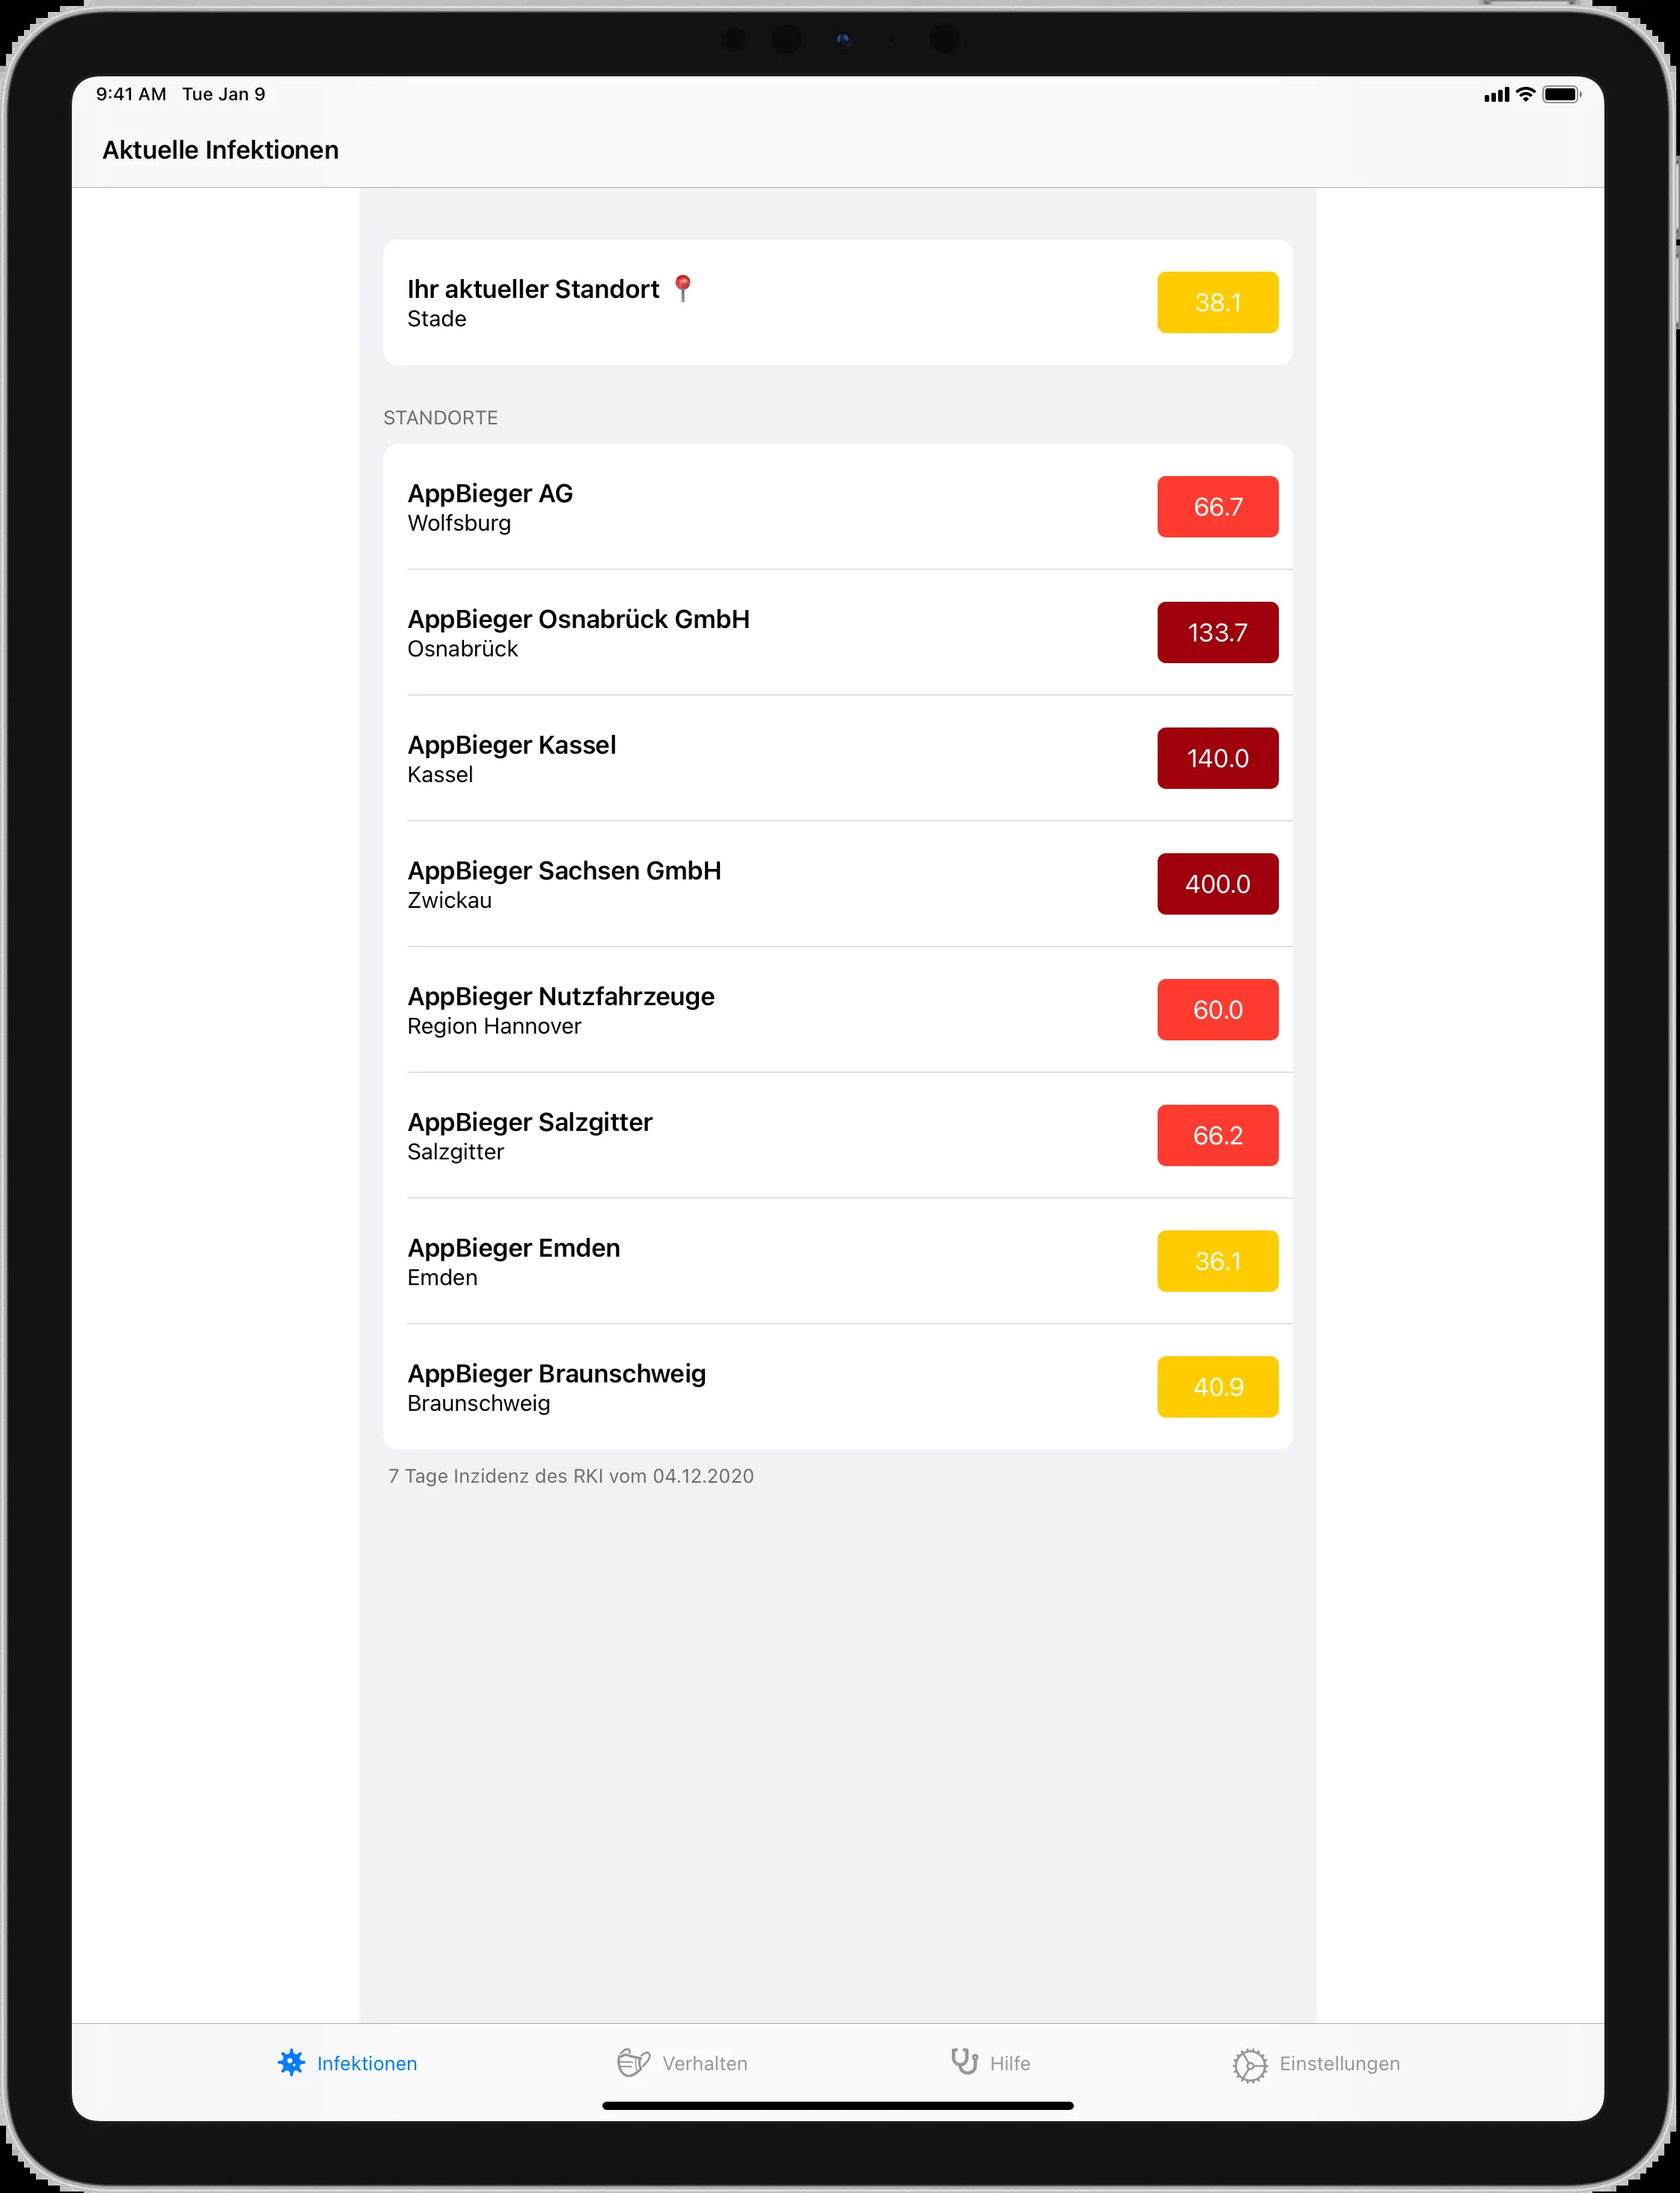 9:41 AM Tue Jan 9
Aktuelle Infektionen
Ihr aktueller Standort
Stade
38.1
STANDORTE
AppBieger AG
Wolfsburg
66.7
AppBieger Osnabrück GmbH
Osnabrück
133.7
AppBieger Kassel
Kassel
140.0
AppBieger Sachsen GmbH
Zwickau
400.0
AppBieger Nutzfahrzeuge
Region Hannover
60.0
AppBieger Salzgitter
Salzgitter
66.2
AppBieger Emden
Emden
36.1
AppBieger Braunschweig
Braunschweig
40.9
7 Tage Inzidenz des RKI vom 04.12.2020
Infektionen Verhalten Hilfe Einstellungen